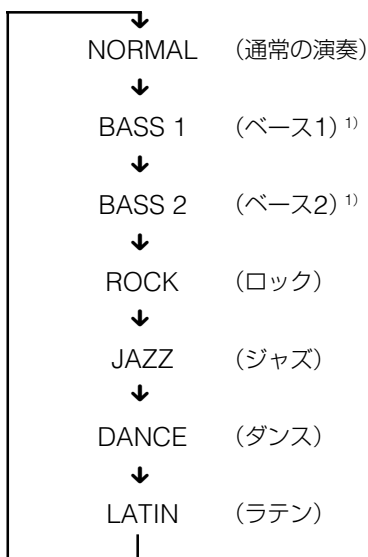 NORMAL （通常の演奏）
BASS 1 （ベース1）1)
BASS 2 （ベース2）1)
ROCK （ロック）
JAZZ （ジャズ）
DANCE （ダンス）
LATIN （ラテン）